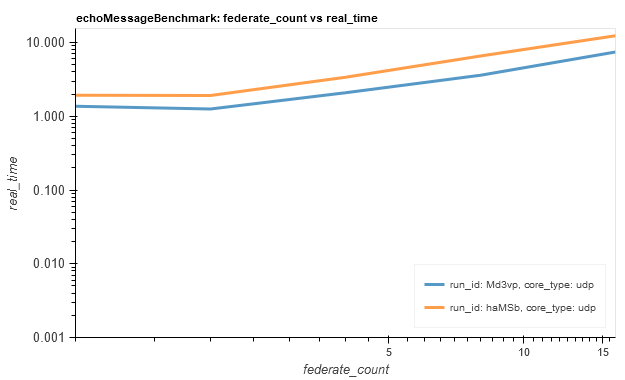 echoMessageBenchmark: federate_count vs real_time
10.000
1.000
0.100
0.010
0.001
real_time
run_id: Md3vp, core_type: udp
run_id: haMSb, core_type: udp
5 10 15
federate_count